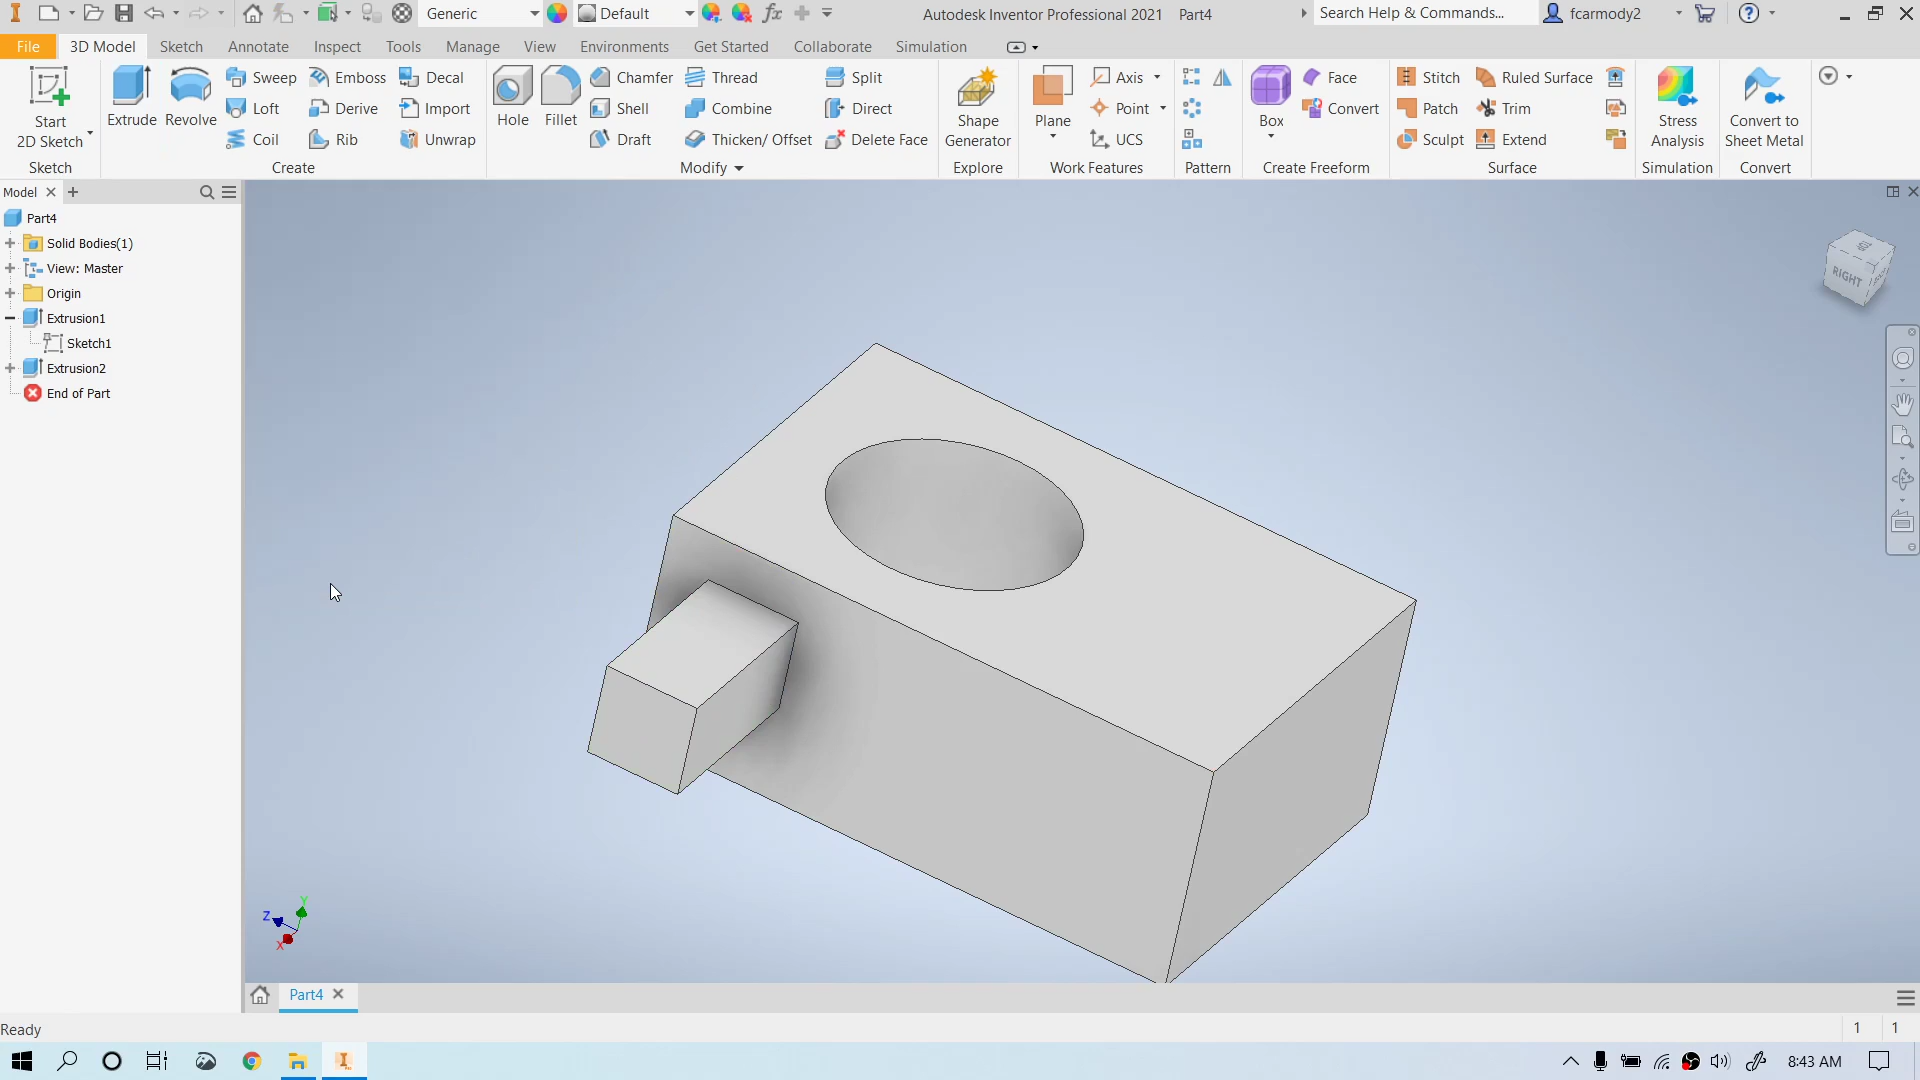 Generic
Default
Autodesk Inventor Professional 2021 Part4
Search Help & Commands...
fcarmody2
File
3D Model
Sketch
Annotate
Inspect
Tools
Manage
View
Environments
Get Started
Collaborate
Simulation
Start
2D Sketch
Sketch
Extrude
Revolve
Sweep
Loft
Coil
Emboss
Derive
Rib
Decal
Import
Unwrap
Create
Hole
Fillet
Chamfer
Shell
Draft
Thread
Combine
Thicken/ Offset
Split
Direct
Delete Face
Modify
Shape
Generator
Explore
Plane
Axis
Point
UCS
Work Features
Pattern
Box
Face
Convert
Create Freeform
Stitch
Patch
Sculpt
Ruled Surface
Trim
Extend
Surface
Stress
Analysis
Simulation
Convert to
Sheet Metal
Convert
Model
Part4
Solid Bodies(1)
View: Master
Origin
Extrusion1
Sketch1
Extrusion2
End of Part
RIGHT
Z
Y
X
Part4
Ready
1
1
8:43 AM